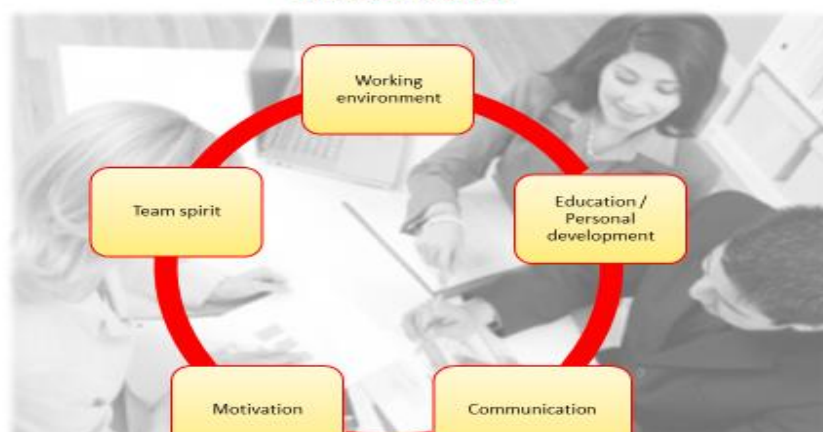 Working
environment
Education /
Personal
development
Communication
Motivation
Team spirit